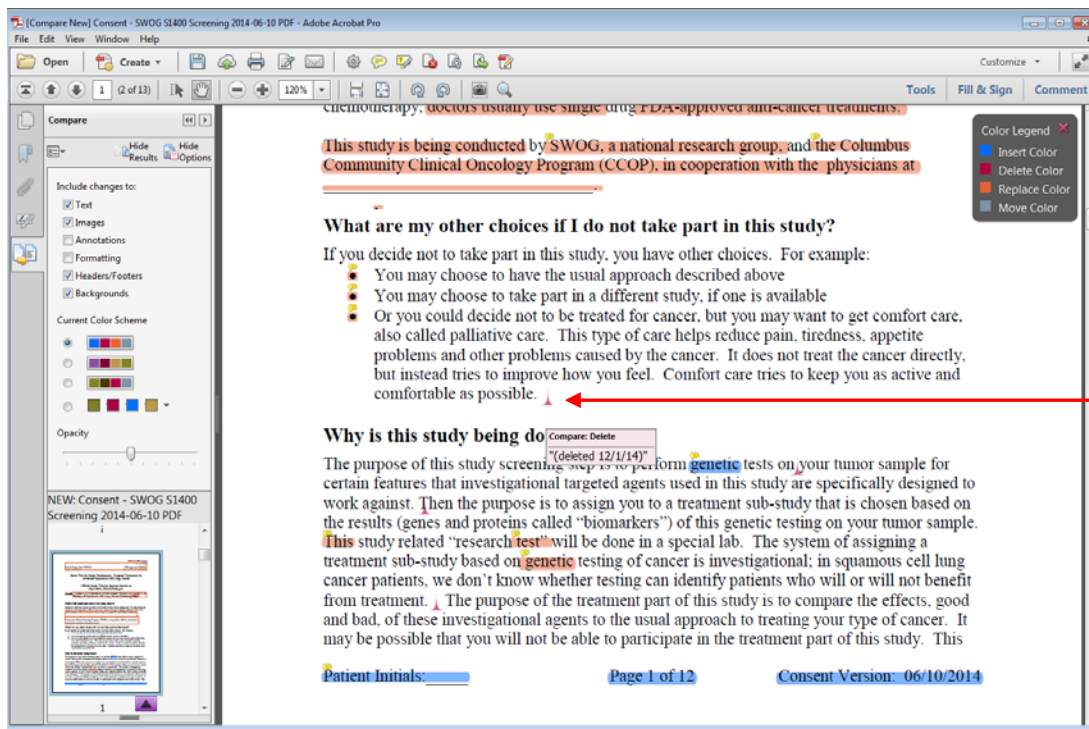 [Compare New] Consent - SWOG S1400 Screening 2014-06-10 PDF - Adobe Acrobat Pro
File Edit View Window Help
Open Create Customize
1 (2 of 13) 120% Tools Fill & Sign Comment
Compare
Hide Results Hide Options
Include changes to:
Text
Images
Annotations
Formatting
Headers/Footers
Backgrounds
Current Color Scheme
Opacity
NEW: Consent - SWOG S1400
Screening 2014-06-10 PDF
i
1
chemotherapy, doctors usually use single drug FDA-approved anti-cancer treatments.
This study is being conducted by SWOG, a national research group, and the Columbus
Community Clinical Oncology Program (CCOP), in cooperation with the physicians at
What are my other choices if I do not take part in this study?
If you decide not to take part in this study, you have other choices. For example:
• You may choose to have the usual approach described above
• You may choose to take part in a different study, if one is available
• Or you could decide not to be treated for cancer, but you may want to get comfort care,
also called palliative care. This type of care helps reduce pain, tiredness, appetite
problems and other problems caused by the cancer. It does not treat the cancer directly,
but instead tries to improve how you feel. Comfort care tries to keep you as active and
comfortable as possible.
Why is this study being do
Compare: Delete
"(deleted 12/1/14)"
The purpose of this study screening step is to perform genetic tests on your tumor sample for
certain features that investigational targeted agents used in this study are specifically designed to
work against. Then the purpose is to assign you to a treatment sub-study that is chosen based on
the results (genes and proteins called “biomarkers”) of this genetic testing on your tumor sample.
This study related “research test” will be done in a special lab. The system of assigning a
treatment sub-study based on genetic testing of cancer is investigational; in squamous cell lung
cancer patients, we don’t know whether testing can identify patients who will or will not benefit
from treatment. The purpose of the treatment part of this study is to compare the effects, good
and bad, of these investigational agents to the usual approach to treating your type of cancer. It
may be possible that you will not be able to participate in the treatment part of this study. This
Patient Initials:_____ Page 1 of 12 Consent Version: 06/10/2014
Color Legend
Insert Color
Delete Color
Replace Color
Move Color